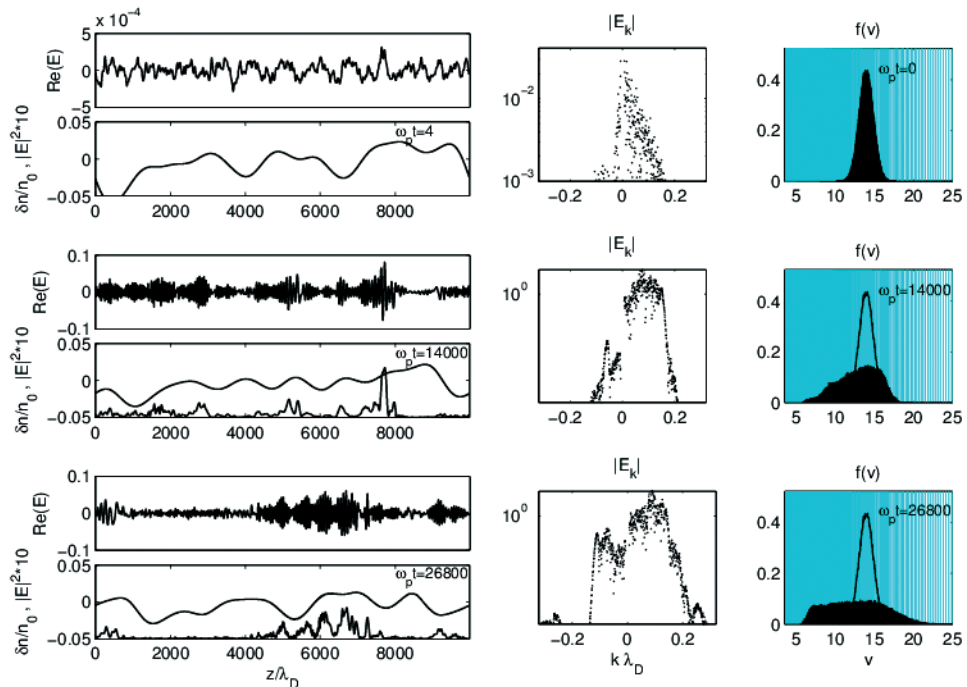 x 10⁻⁴
|E_k|
f(v)
Re(E)
5
0
−5
10⁻²
10⁻³
−0.2 0 0.2
ω_p t=0
0.4
0.2
0
5 10 15 20 25
δn/n₀ , |E|²*10
0.05
0
−0.05
ω_p t=4
0 2000 4000 6000 8000
|E_k|
f(v)
Re(E)
0.1
0
−0.1
10⁰
−0.2 0 0.2
ω_p t=14000
0.4
0.2
0
5 10 15 20 25
δn/n₀ , |E|²*10
0.05
0
−0.05
ω_p t=14000
0 2000 4000 6000 8000
|E_k|
f(v)
Re(E)
0.1
0
−0.1
10⁰
−0.2 0 0.2
k λ_D
ω_p t=26800
0.4
0.2
0
5 10 15 20 25
v
δn/n₀ , |E|²*10
0.05
0
−0.05
ω_p t=26800
0 2000 4000 6000 8000
z/λ_D